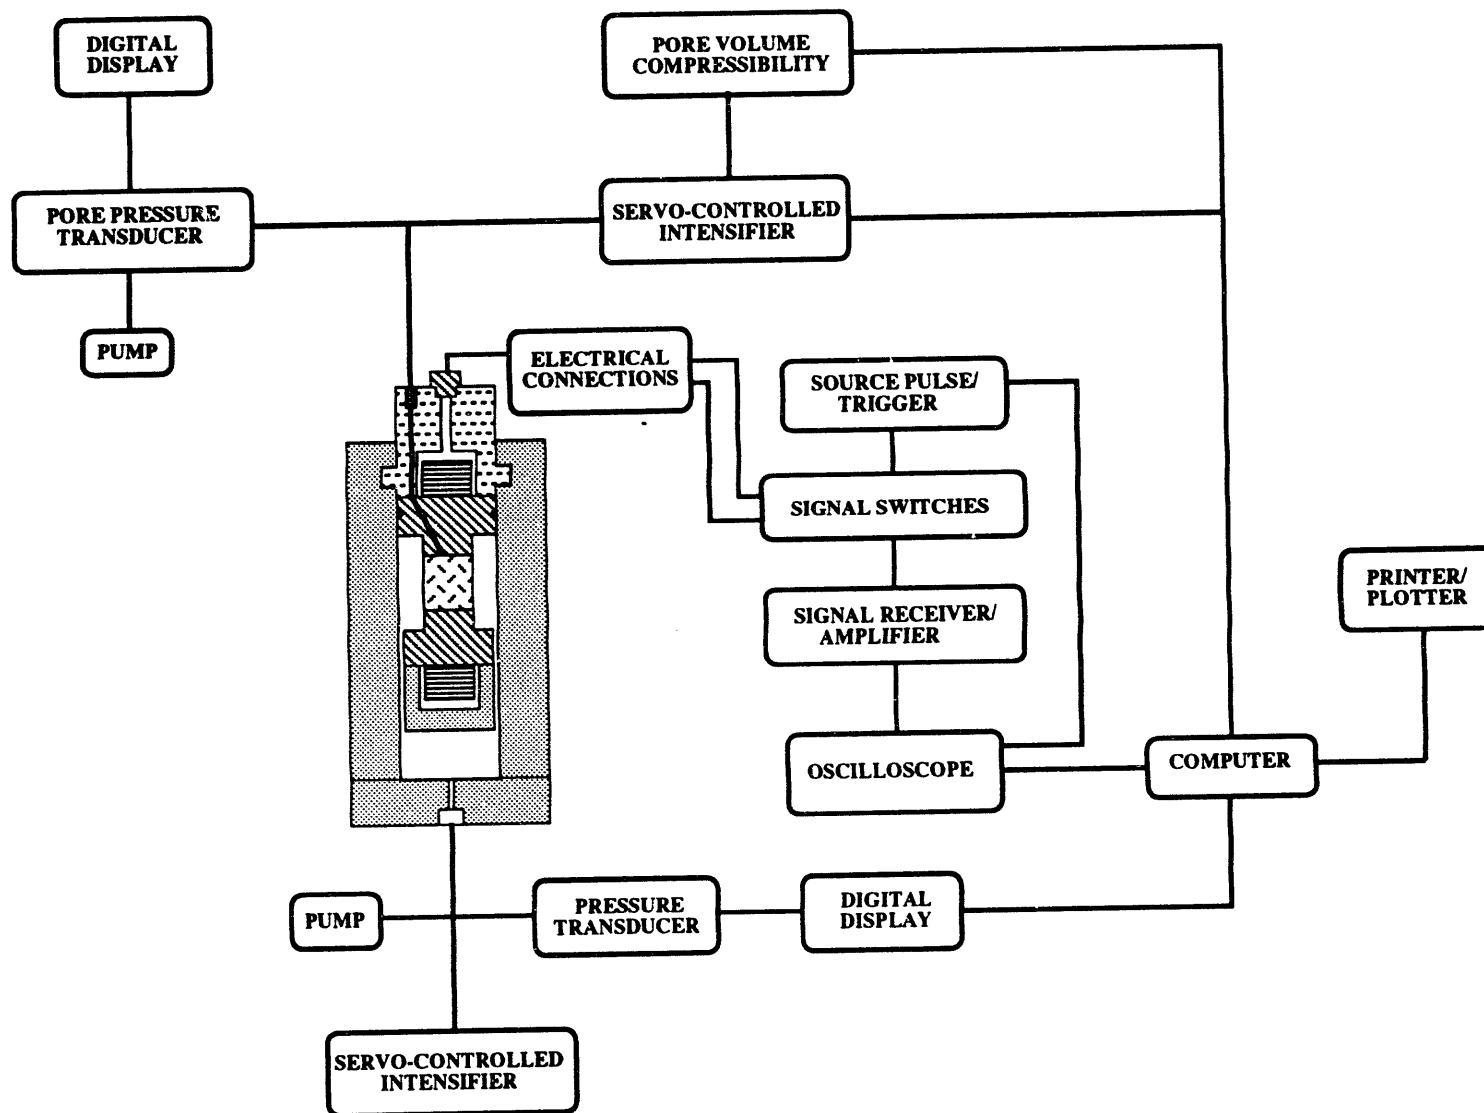 DIGITAL
DISPLAY
PORE VOLUME
COMPRESSIBILITY
PORE PRESSURE
TRANSDUCER
SERVO-CONTROLLED
INTENSIFIER
PUMP
ELECTRICAL
CONNECTIONS
SOURCE PULSE/
TRIGGER
SIGNAL SWITCHES
PRINTER/
PLOTTER
SIGNAL RECEIVER/
AMPLIFIER
OSCILLOSCOPE
COMPUTER
PUMP
PRESSURE
TRANSDUCER
DIGITAL
DISPLAY
SERVO-CONTROLLED
INTENSIFIER